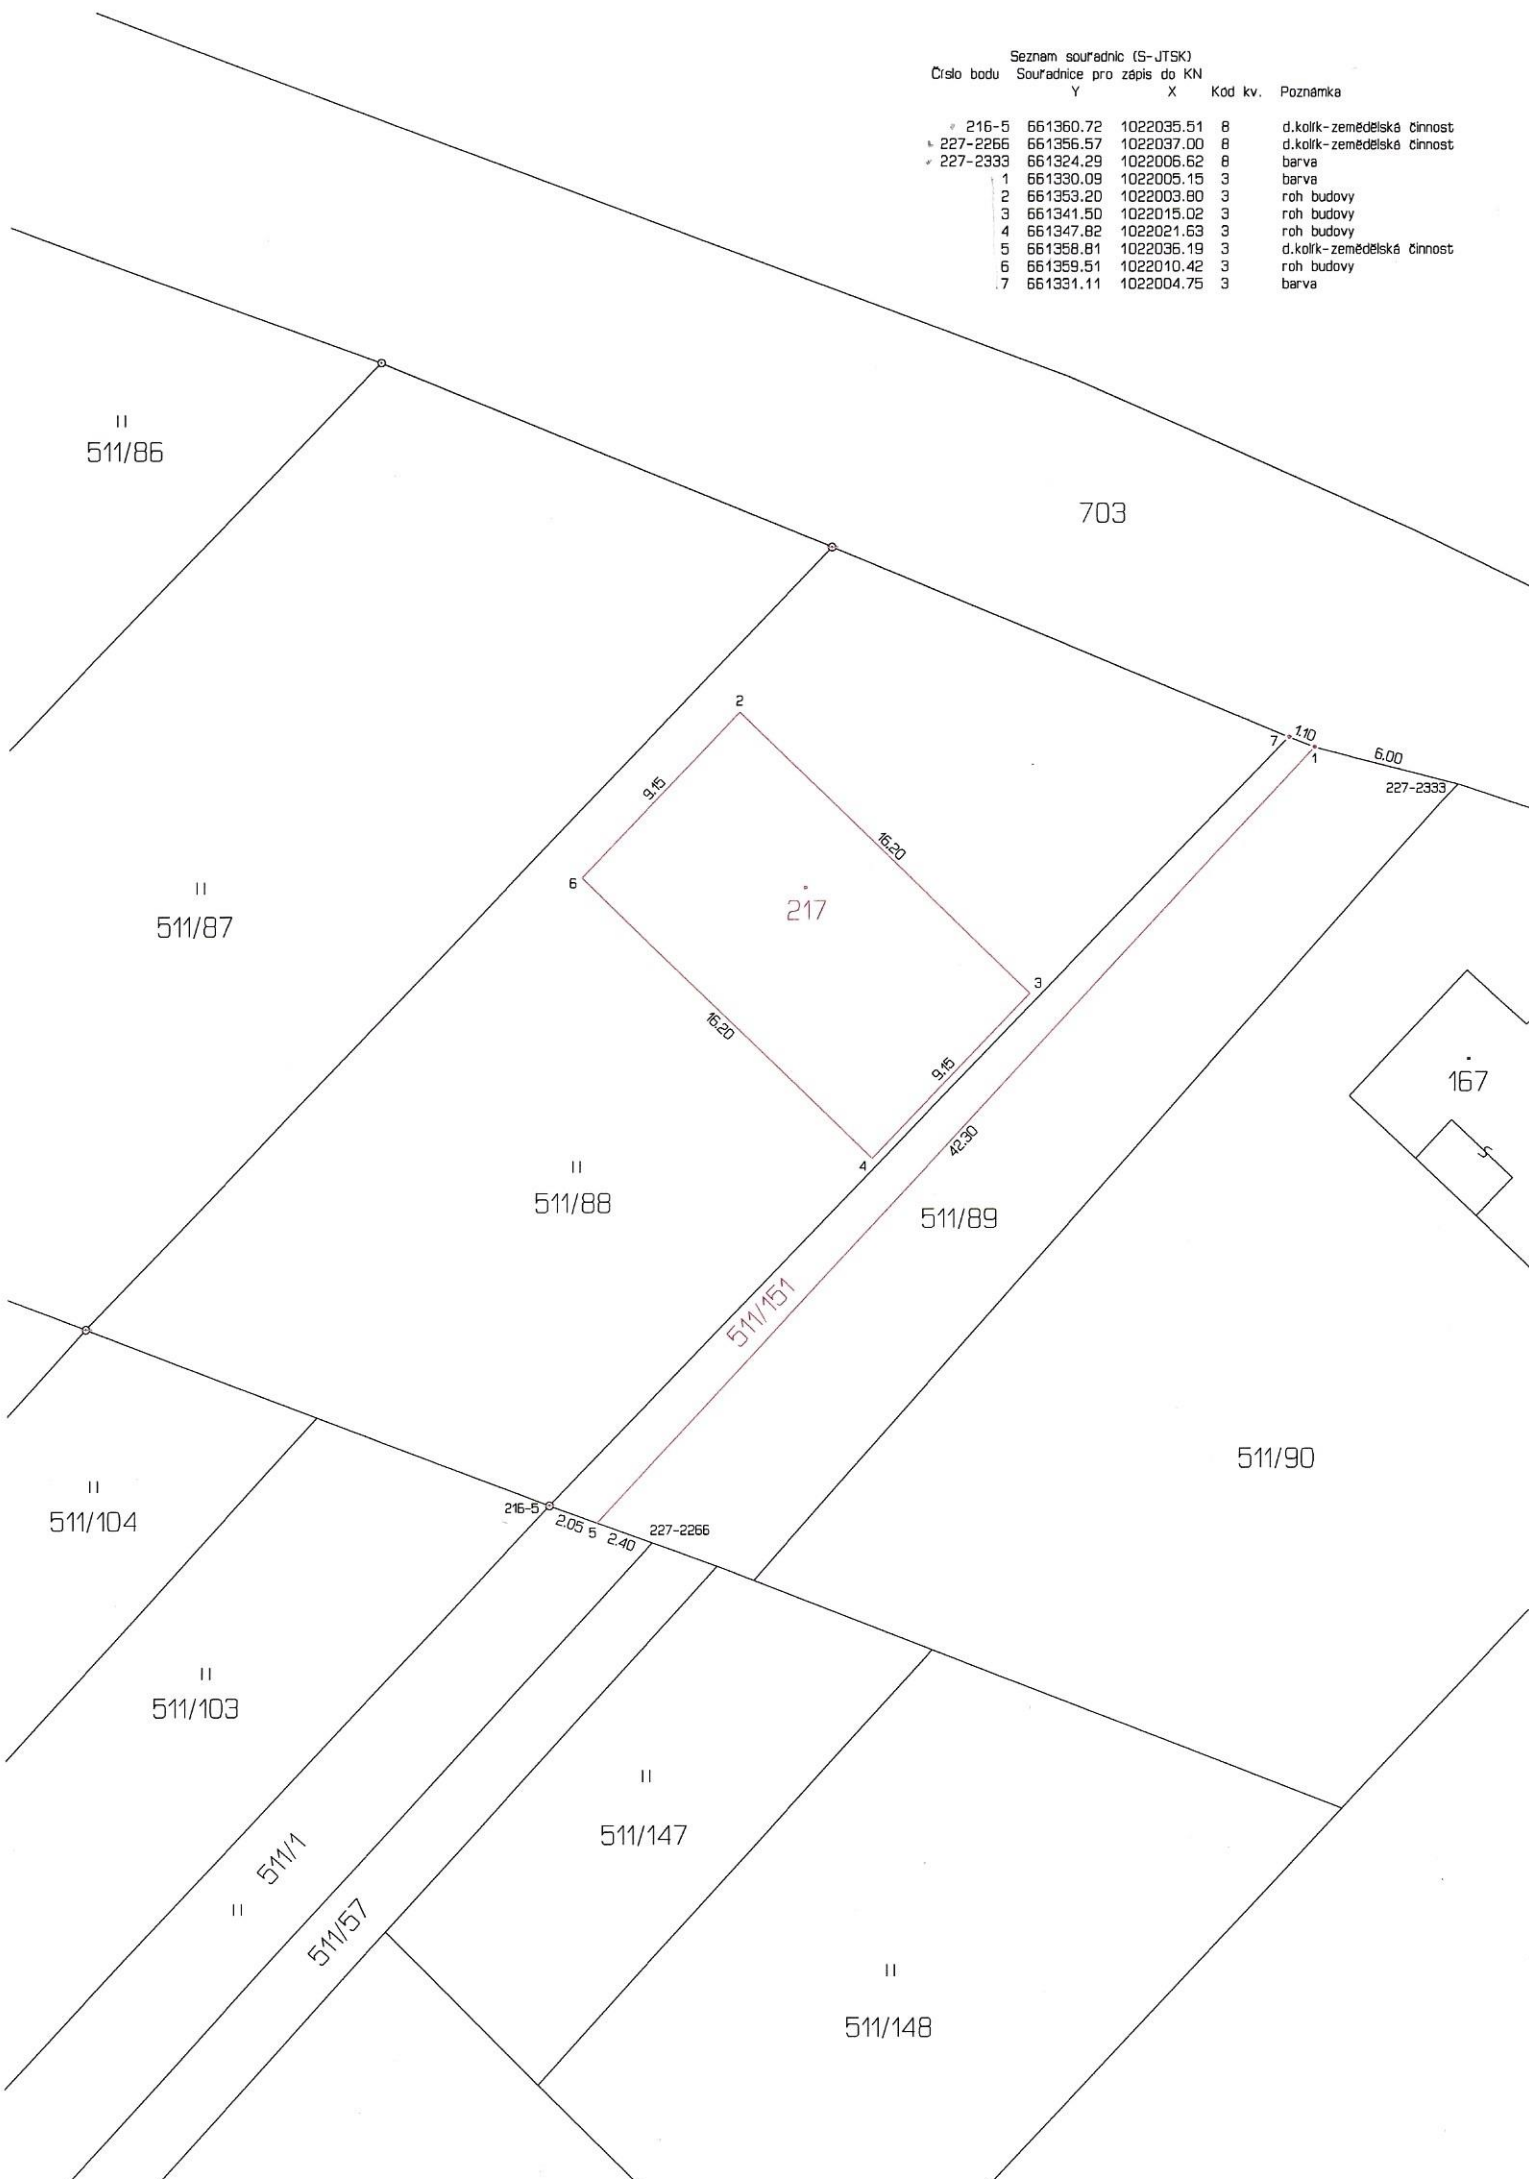 Seznam souřadnic (S-JTSK)
Číslo bodu Souřadnice pro zápis do KN
Y X Kód kv. Poznámka
216-5 661360.72 1022035.51 8 d.kolík-zemědělská činnost
227-2266 661356.57 1022037.00 8 d.kolík-zemědělská činnost
227-2333 661324.29 1022006.62 8 barva
1 661330.09 1022005.15 3 barva
2 661353.20 1022003.80 3 roh budovy
3 661341.50 1022015.02 3 roh budovy
4 661347.82 1022021.63 3 roh budovy
5 661358.81 1022036.19 3 d.kolík-zemědělská činnost
6 661359.51 1022010.42 3 roh budovy
7 661331.11 1022004.75 3 barva
511/86
703
2
7
1.10
1
6.00
227-2333
9.15
16.20
6
217
511/87
3
16.20
9.15
167
42.30
4
511/88
511/89
511/151
511/90
216-5
2.05
5
2.40
227-2266
511/104
511/103
511/147
511/1
511/57
511/148